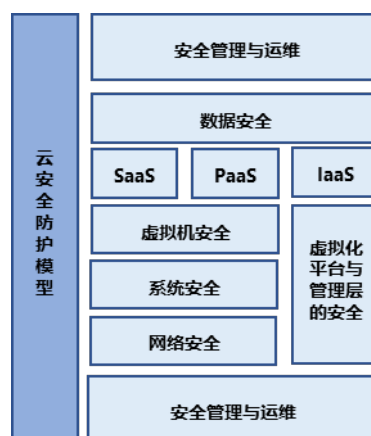 云安全防护模型
安全管理与运维
数据安全
SaaS
PaaS
IaaS
虚拟机安全
系统安全
网络安全
虚拟化
平台与
管理层
的安全
安全管理与运维